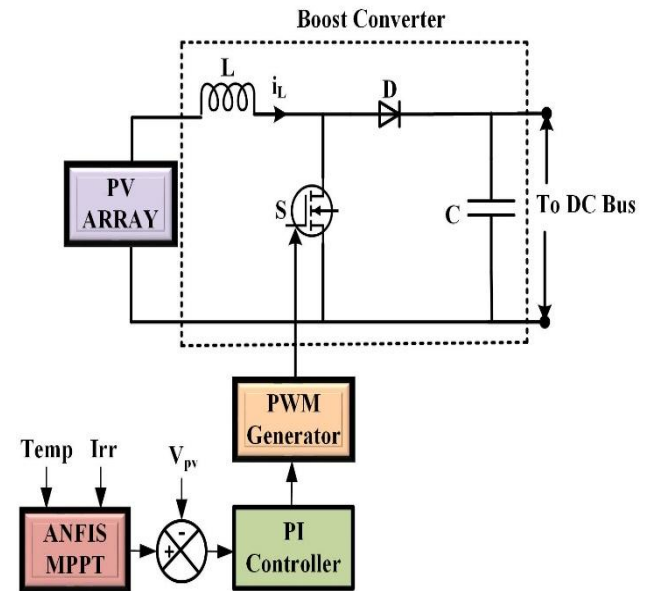 Boost Converter
L
iL
D
PV
ARRAY
S
C
To DC Bus
PWM
Generator
Temp
Irr
Vpv
ANFIS
MPPT
+
-
PI
Controller